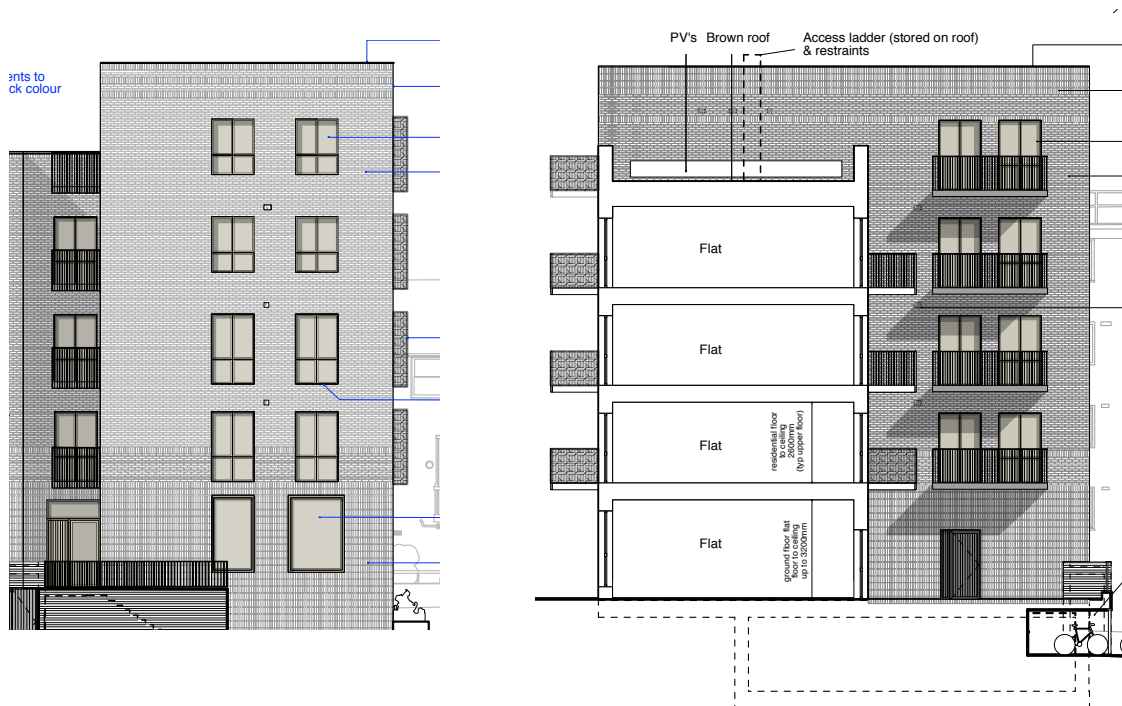 ents to
ck colour
PV's Brown roof
Access ladder (stored on roof)
& restraints
Flat
Flat
Flat
residential floor
to ceiling
2600mm
(typ upper floor)
Flat
ground floor flat
floor to ceiling
up to 3200mm